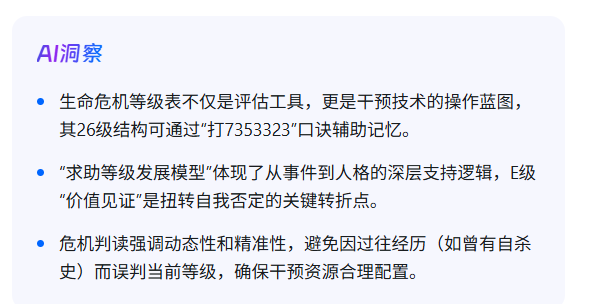 AI洞察
生命危机等级表不仅是评估工具，更是干预技术的操作蓝图，
其26级结构可通过“打7353323”口诀辅助记忆。
“求助等级发展模型”体现了从事件到人格的深层支持逻辑，E级
“价值见证”是扭转自我否定的关键转折点。
危机判读强调动态性和精准性，避免因过往经历（如曾有自杀
史）而误判当前等级，确保干预资源合理配置。